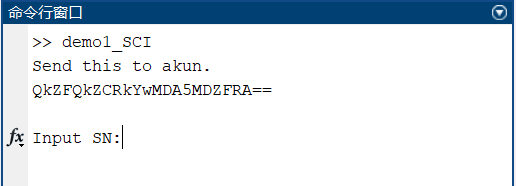 命令行窗口
>> demo1_SCI
Send this to akun.
QkZFQkZCRkYwMDA5MDZFRA==
fx Input SN: